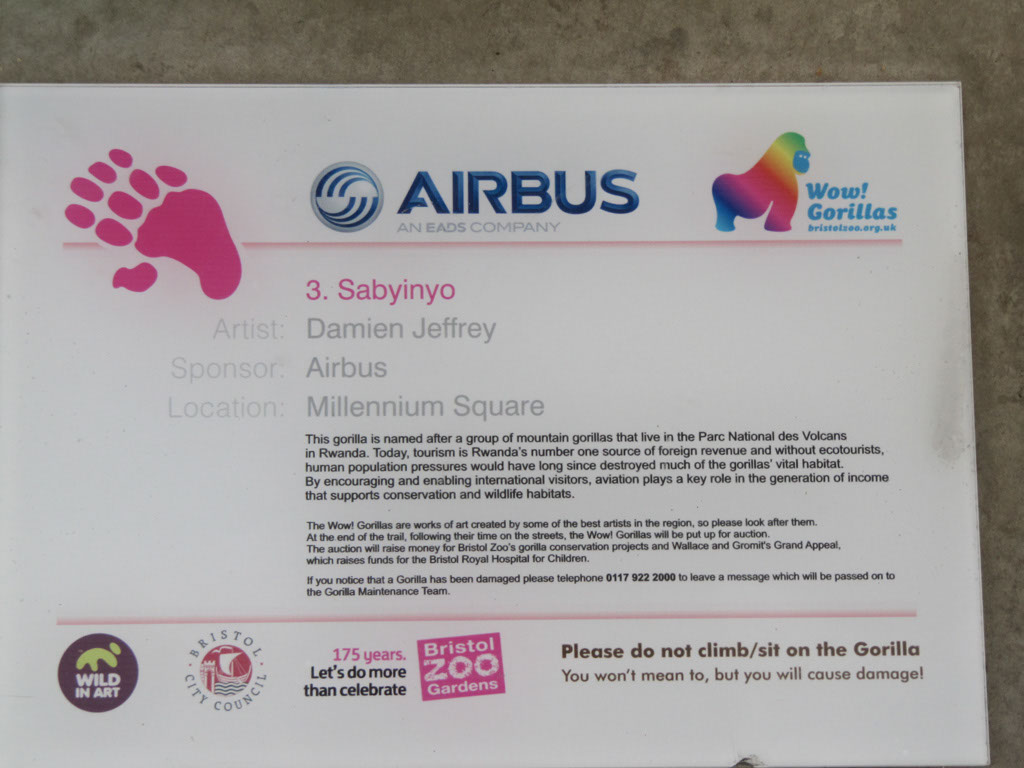 AIRBUS
AN EADS COMPANY
Wow!
Gorillas
bristolzoo.org.uk
3. Sabyinyo
Artist: Damien Jeffrey
Sponsor: Airbus
Location: Millennium Square
This gorilla is named after a group of mountain gorillas that live in the Parc National des Volcans
in Rwanda. Today, tourism is Rwanda's number one source of foreign revenue and without ecotourists,
human population pressures would have long since destroyed much of the gorillas' vital habitat.
By encouraging and enabling international visitors, aviation plays a key role in the generation of income
that supports conservation and wildlife habitats.
The Wow! Gorillas are works of art created by some of the best artists in the region, so please look after them.
At the end of the trail, following their time on the streets, the Wow! Gorillas will be put up for auction.
The auction will raise money for Bristol Zoo's gorilla conservation projects and Wallace and Gromit's Grand Appeal,
which raises funds for the Bristol Royal Hospital for Children.
If you notice that a Gorilla has been damaged please telephone 0117 922 2000 to leave a message which will be passed on to
the Gorilla Maintenance Team.
WILD
IN ART
BRISTOL
CITY COUNCIL
175 years.
Let's do more
than celebrate
Bristol
ZOO
Gardens
Please do not climb/sit on the Gorilla
You won't mean to, but you will cause damage!